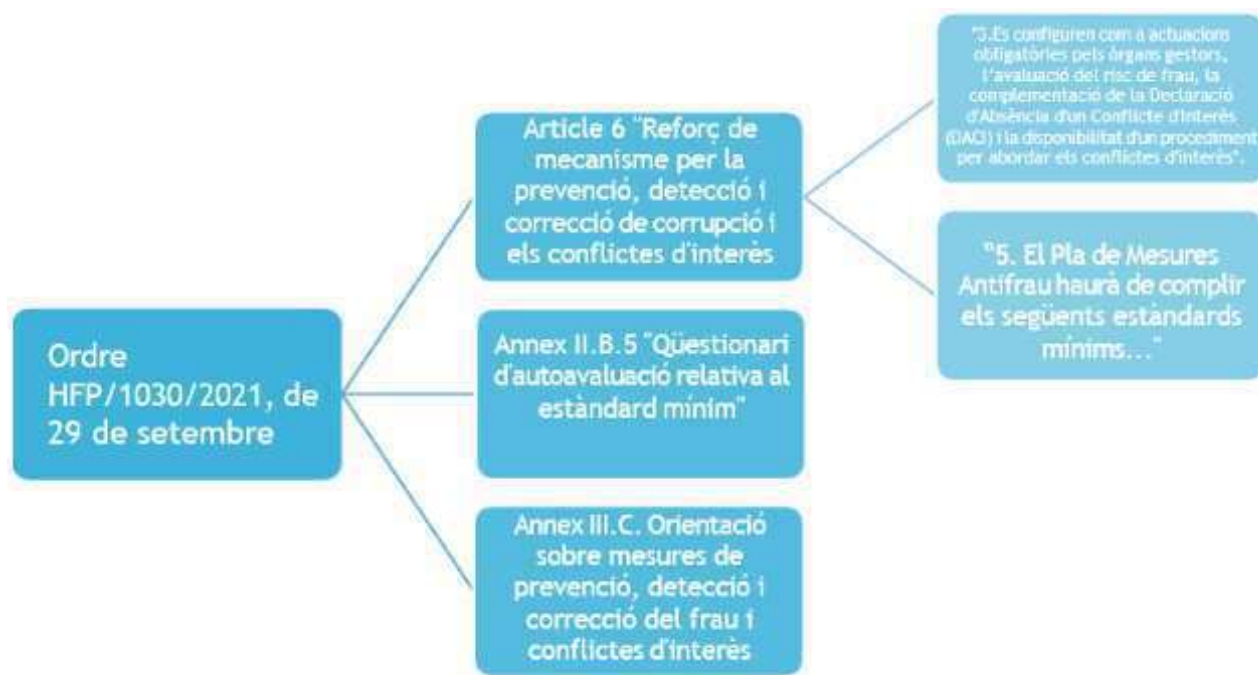 Ordre
HFP/1030/2021, de
29 de setembre
Article 6 "Reforç de
mecanisme per la
prevenció, detecció i
correcció de corrupció i
els conflictes d'interès
"3.Es configuren com a actuacions
obligatòries pels òrgans gestors,
l'avaluació del risc de frau, la
complementació de la Declaració
d'Absència d'un Conflicte d'Interès
(DACI) i la disponibilitat d'un procediment
per abordar els conflictes d'interès".
"5. El Pla de Mesures
Antifrau haurà de complir
els següents estàndards
mínims..."
Annex II.B.5 "Qüestionari
d'autoavaluació relativa al
estàndard mínim"
Annex III.C. Orientació
sobre mesures de
prevenció, detecció i
correcció del frau i
conflictes d'interès